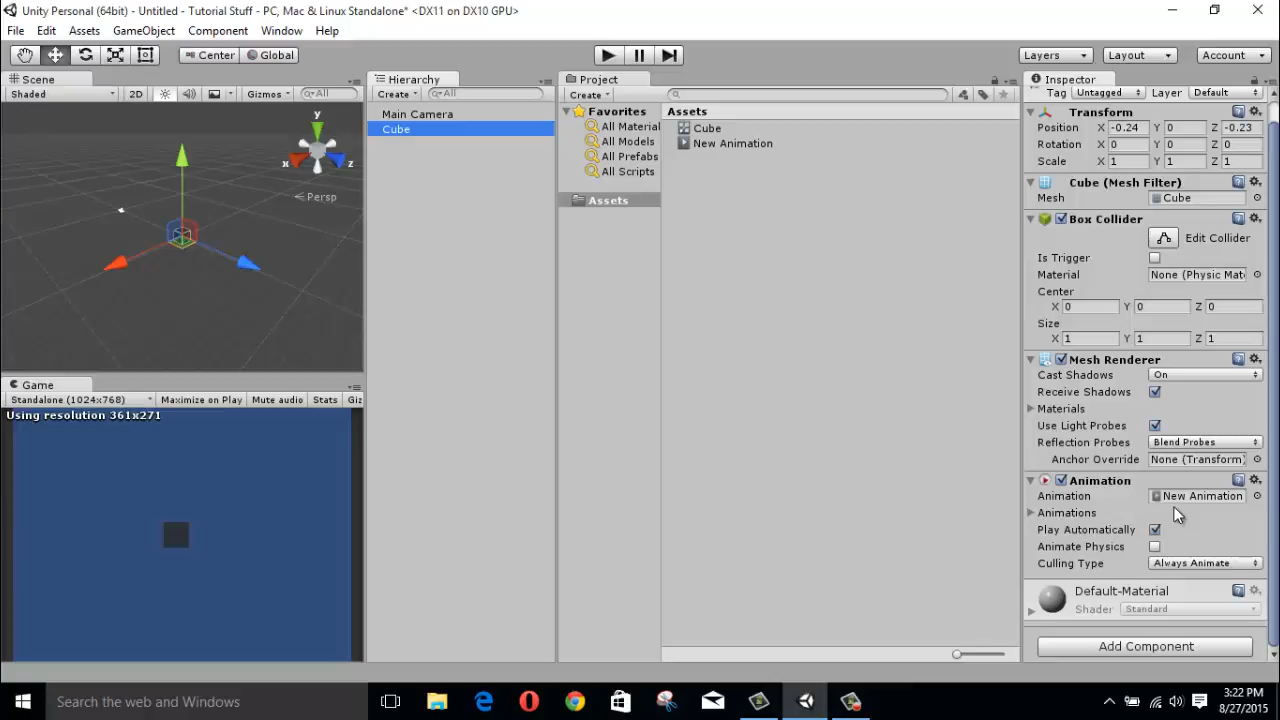 Unity Personal (64bit) - Untitled - Tutorial Stuff - PC, Mac & Linux Standalone* <DX11 on DX10 GPU>
File Edit Assets GameObject Component Window Help
Center Global Layers Layout Account
Scene
Shaded 2D Gizmos All
y
x
z
Persp
Game
Standalone (1024x768) Maximize on Play Mute audio Stats Giz
Using resolution 361x271
Hierarchy
Create All
Main Camera
Cube
Project
Create
Favorites
All Material
All Models
All Prefabs
All Scripts
Assets
Assets
Cube
New Animation
Inspector
Tag Untagged Layer Default
Transform
Position X -0.24 Y 0 Z -0.23
Rotation X 0 Y 0 Z 0
Scale X 1 Y 1 Z 1
Cube (Mesh Filter)
Mesh Cube
Box Collider
Edit Collider
Is Trigger
Material None (Physic Mat
Center
X 0 Y 0 Z 0
Size
X 1 Y 1 Z 1
Mesh Renderer
Cast Shadows On
Receive Shadows
Materials
Use Light Probes
Reflection Probes Blend Probes
Anchor Override None (Transform)
Animation
Animation New Animation
Animations
Play Automatically
Animate Physics
Culling Type Always Animate
Default-Material
Shader Standard
Add Component
Search the web and Windows
3:22 PM
8/27/2015